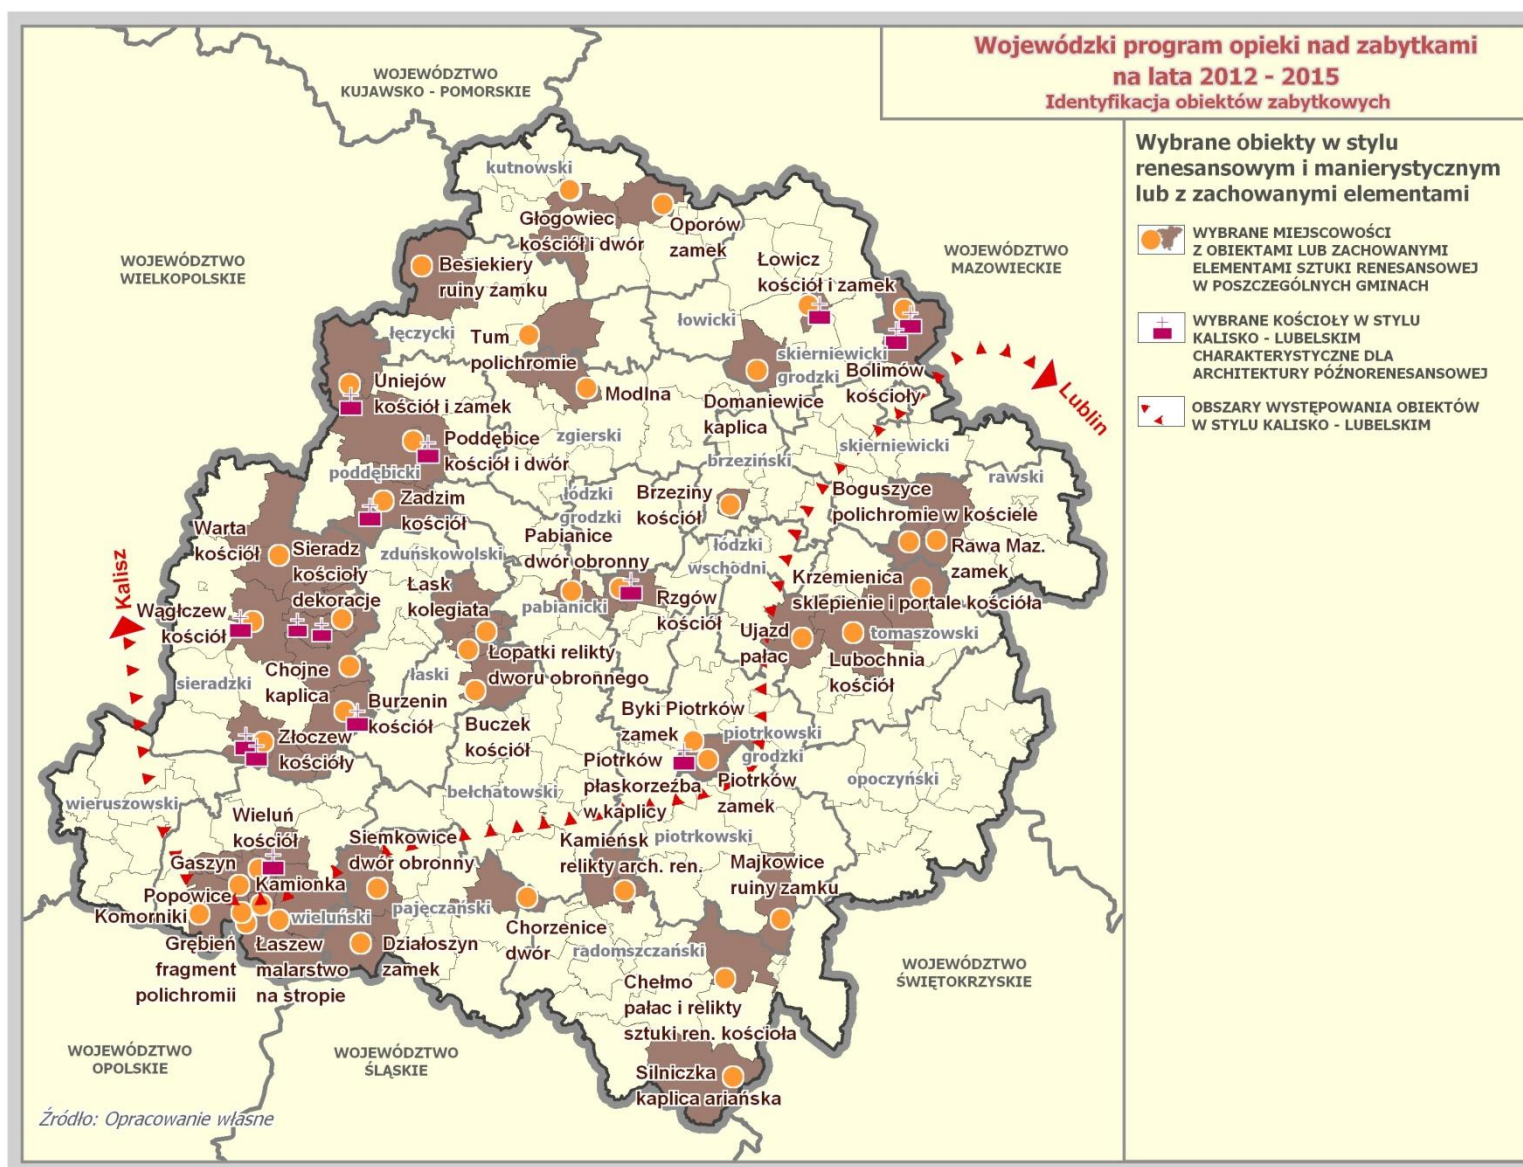 Wojewódzki program opieki nad zabytkami
na lata 2012 - 2015
Identyfikacja obiektów zabytkowych
Wybrane obiekty w stylu
renesansowym i manierystycznym
lub z zachowanymi elementami
WYBRANE MIEJSCOWOŚCI
Z OBIEKTAMI LUB ZACHOWANYMI
ELEMENTAMI SZTUKI RENESANSOWEJ
W POSZCZEGÓLNYCH GMINACH
WYBRANE KOŚCIOŁY W STYLU
KALISKO - LUBELSKIM
CHARAKTERYSTYCZNE DLA
ARCHITEKTURY PÓŹNORENESANSOWEJ
OBSZARY WYSTĘPOWANIA OBIEKTÓW
W STYLU KALISKO - LUBELSKIM
WOJEWÓDZTWO
KUJAWSKO - POMORSKIE
WOJEWÓDZTWO
WIELKOPOLSKIE
WOJEWÓDZTWO
MAZOWIECKIE
kutnowski
Głogowiec
kościół i dwór
Oporów
zamek
Besiekiery
ruiny zamku
Łowicz
kościół i zamek
łęczycki
Tum
polichromie
łowicki
skierniewicki
grodzki
Bolimów
kościoły
Lublin
Uniejów
kościół i zamek
Modlna
Domaniewice
kaplica
zgierski
Poddębice
kościół i dwór
poddębicki
brzeziński
skierniewicki
rawski
Zadzim
kościół
łódzki
grodzki
Brzeziny
kościół
Boguszyce
polichromie w kościele
Warta
kościół
Sieradz
kościoły
dekoracje
zduńskowolski
Pabianice
dwór obronny
łódzki
wschodni
Rawa Maz.
zamek
Kalisz
Łask
kolegiata
pabianicki
Rzgów
kościół
Krzemienica
sklepienie i portale kościoła
Wągłczew
kościół
Ujazd
pałac
tomaszowski
Lubochnia
kościół
Chojne
kaplica
sieradzki
łaski
Łopatki relikty
dworu obronnego
Burzenin
kościół
Buczek
kościół
Byki Piotrków
zamek
piotrkowski
grodzki
Złoczew
kościoły
Piotrków
płaskorzeźba
w kaplicy
Piotrków
zamek
opoczyński
wieruszowski
bełchatowski
Wieluń
kościół
Siemkowice
dwór obronny
Kamieńsk
relikty arch. ren.
piotrkowski
Majkowice
ruiny zamku
Gaszyn
Popowice
Kamionka
Komorniki
wieluński
pajęczański
Chorzenice
dwór
radomszczański
Grębień
fragment
polichromii
Łaszew
malarstwo
na stropie
Działoszyn
zamek
Chełmo
pałac i relikty
sztuki ren. kościoła
WOJEWÓDZTWO
ŚWIĘTOKRZYSKIE
WOJEWÓDZTWO
OPOLSKIE
WOJEWÓDZTWO
ŚLĄSKIE
Silniczka
kaplica ariańska
Źródło: Opracowanie własne